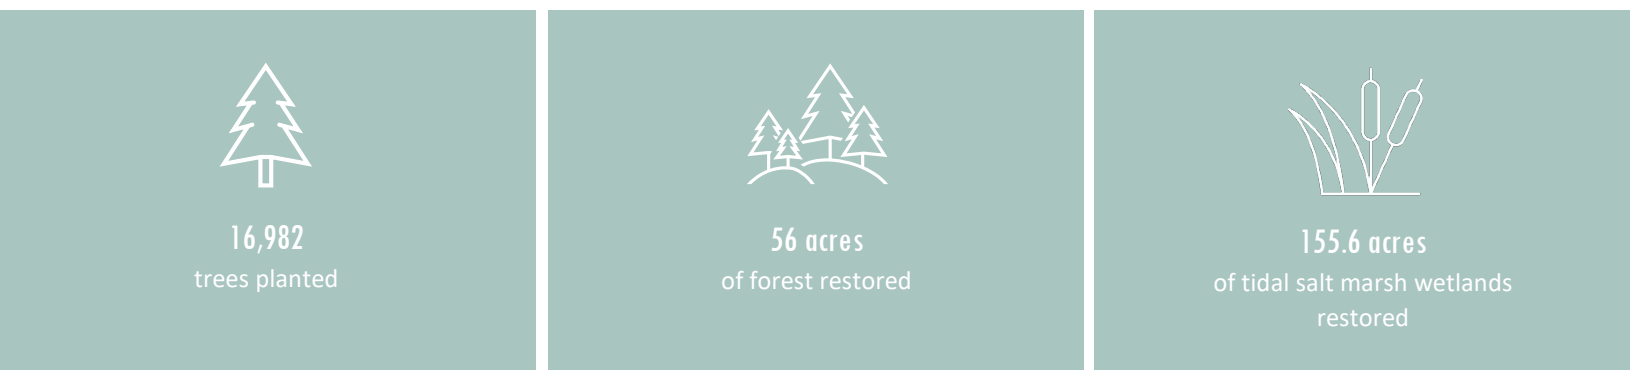 16,982
trees planted
56 acres
of forest restored
155.6 acres
of tidal salt marsh wetlands
restored